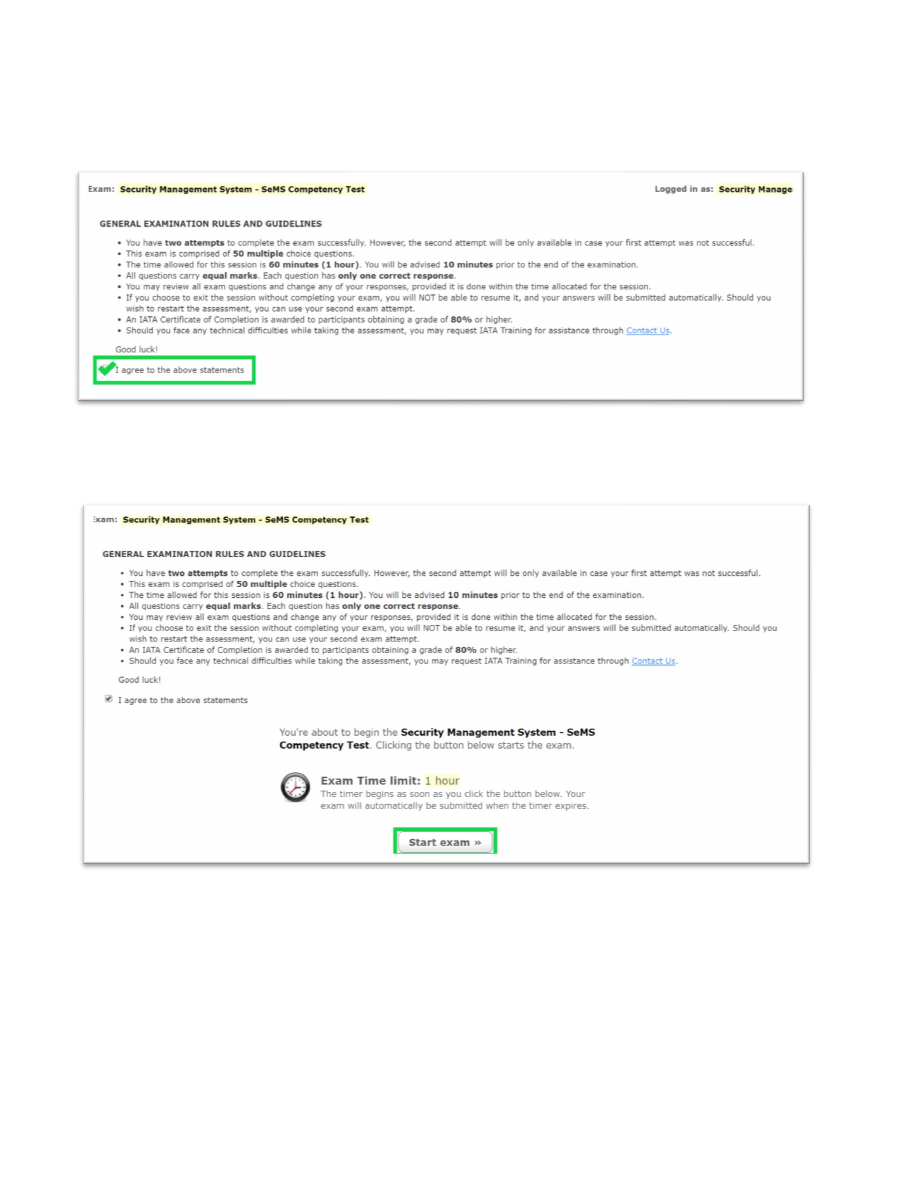 Exam: Security Management System - SeMS Competency Test Logged in as: Security Manage
GENERAL EXAMINATION RULES AND GUIDELINES
• You have two attempts to complete the exam successfully. However, the second attempt will be only available in case your first attempt was not successful.
• This exam is comprised of 50 multiple choice questions.
• The time allowed for this session is 60 minutes (1 hour). You will be advised 10 minutes prior to the end of the examination.
• All questions carry equal marks. Each question has only one correct response.
• You may review all exam questions and change any of your responses, provided it is done within the time allocated for the session.
• If you choose to exit the session without completing your exam, you will NOT be able to resume it, and your answers will be submitted automatically. Should you
wish to restart the assessment, you can use your second exam attempt.
• An IATA Certificate of Completion is awarded to participants obtaining a grade of 80% or higher.
• Should you face any technical difficulties while taking the assessment, you may request IATA Training for assistance through Contact Us.
Good luck!
I agree to the above statements
xam: Security Management System - SeMS Competency Test
GENERAL EXAMINATION RULES AND GUIDELINES
• You have two attempts to complete the exam successfully. However, the second attempt will be only available in case your first attempt was not successful.
• This exam is comprised of 50 multiple choice questions.
• The time allowed for this session is 60 minutes (1 hour). You will be advised 10 minutes prior to the end of the examination.
• All questions carry equal marks. Each question has only one correct response.
• You may review all exam questions and change any of your responses, provided it is done within the time allocated for the session.
• If you choose to exit the session without completing your exam, you will NOT be able to resume it, and your answers will be submitted automatically. Should you
wish to restart the assessment, you can use your second exam attempt.
• An IATA Certificate of Completion is awarded to participants obtaining a grade of 80% or higher.
• Should you face any technical difficulties while taking the assessment, you may request IATA Training for assistance through Contact Us.
Good luck!
I agree to the above statements
You're about to begin the Security Management System - SeMS
Competency Test. Clicking the button below starts the exam.
Exam Time limit: 1 hour
The timer begins as soon as you click the button below. Your
exam will automatically be submitted when the timer expires.
Start exam »